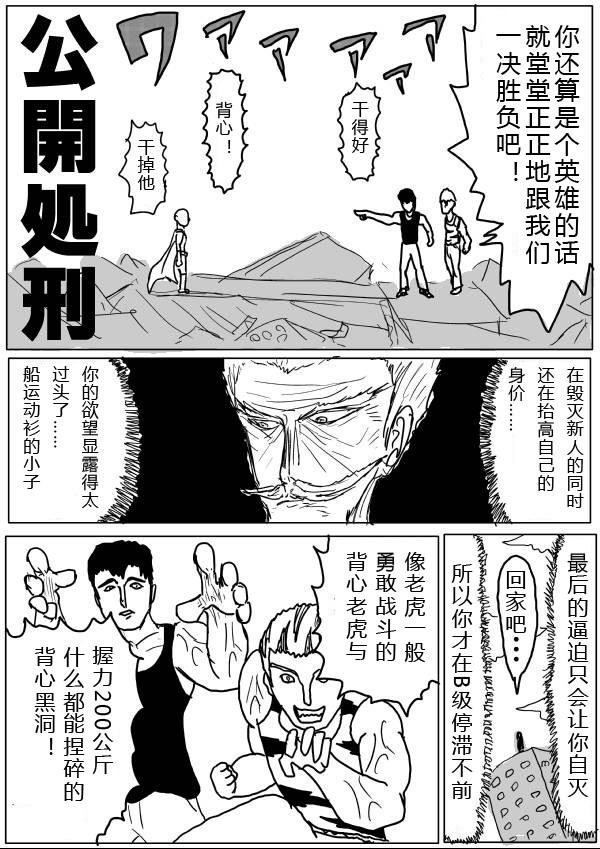 你还算是个英雄的话
就堂堂正正地跟我们
一决胜负吧！
ワァァァァ
干得好
背心！
干掉他
公開処刑
在毁灭新人的同时
还在抬高自己的
身价……
你的欲望显露得太
过头了……
船运动衫的小子
最后的逼迫只会让你自灭
回家吧…
所以你才在B级停滞不前
像老虎一般
勇敢战斗的
背心老虎与
握力200公斤
什么都能捏碎的
背心黑洞！